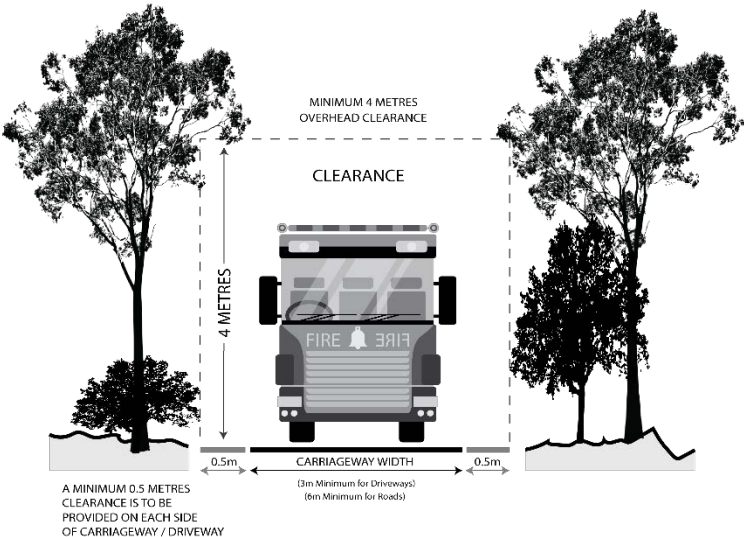 MINIMUM 4 METRES
OVERHEAD CLEARANCE
CLEARANCE
4 METRES
FIRE FIRE
0.5m
CARRIAGEWAY WIDTH
0.5m
(3m Minimum for Driveways)
(6m Minimum for Roads)
A MINIMUM 0.5 METRES
CLEARANCE IS TO BE
PROVIDED ON EACH SIDE
OF CARRIAGEWAY / DRIVEWAY